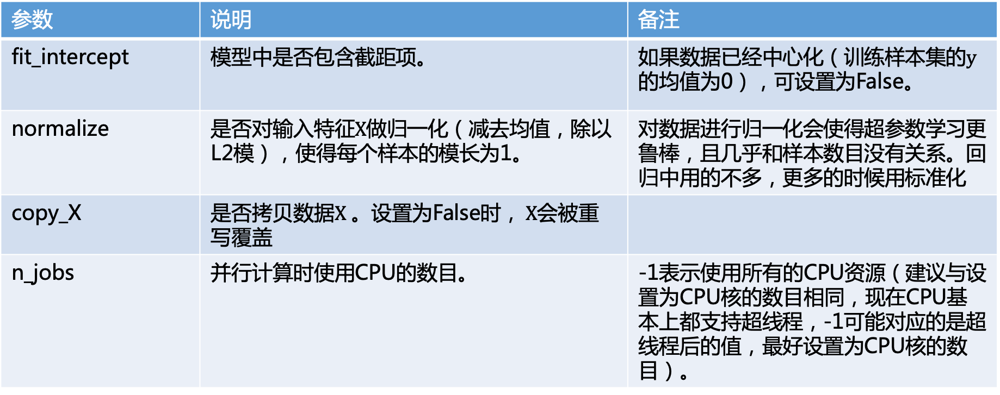 参数
说明
备注
fit_intercept
模型中是否包含截距项。
如果数据已经中心化（训练样本集的y
的均值为0），可设置为False。
normalize
是否对输入特征X做归一化（减去均值，除以
L2模），使得每个样本的模长为1。
对数据进行归一化会使得超参数学习更
鲁棒，且几乎和样本数目没有关系。回
归中用的不多，更多的时候用标准化
copy_X
是否拷贝数据X 。设置为False时， X会被重
写覆盖
n_jobs
并行计算时使用CPU的数目。
-1表示使用所有的CPU资源（建议与设
置为CPU核的数目相同，现在CPU基
本上都支持超线程，-1可能对应的是超
线程后的值，最好设置为CPU核的数
目）。